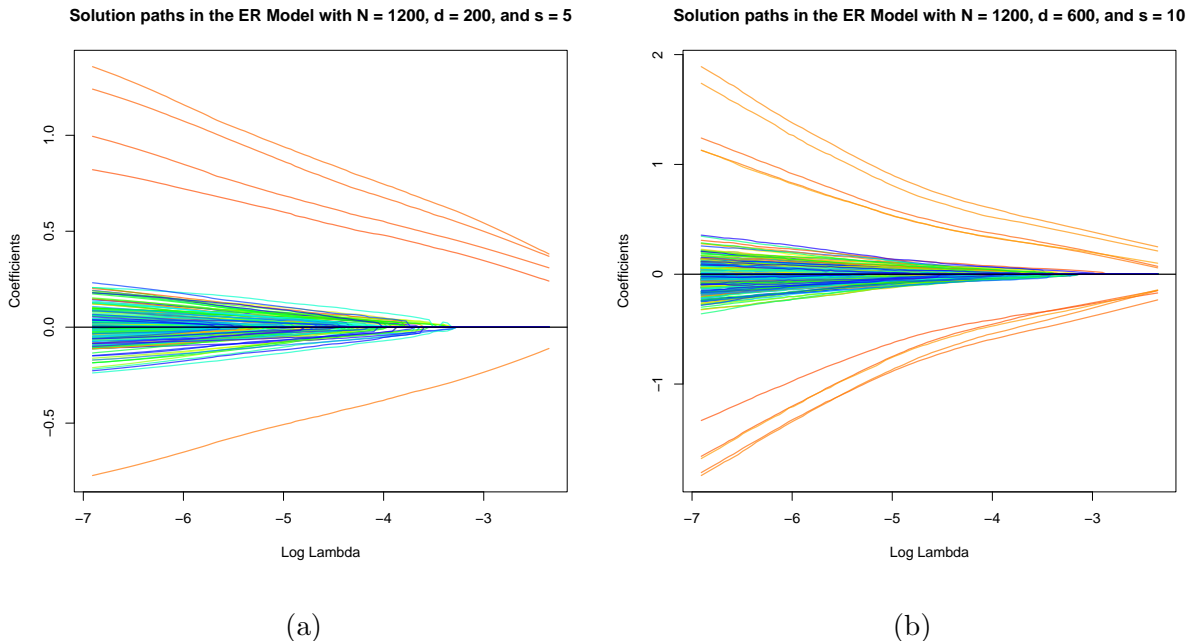 Solution paths in the ER Model with N = 1200, d = 200, and s = 5
Coefficients
1.0
0.5
0.0
−0.5
−7
−6
−5
−4
−3
Log Lambda
(a)
Solution paths in the ER Model with N = 1200, d = 600, and s = 10
Coefficients
2
1
0
−1
−7
−6
−5
−4
−3
Log Lambda
(b)